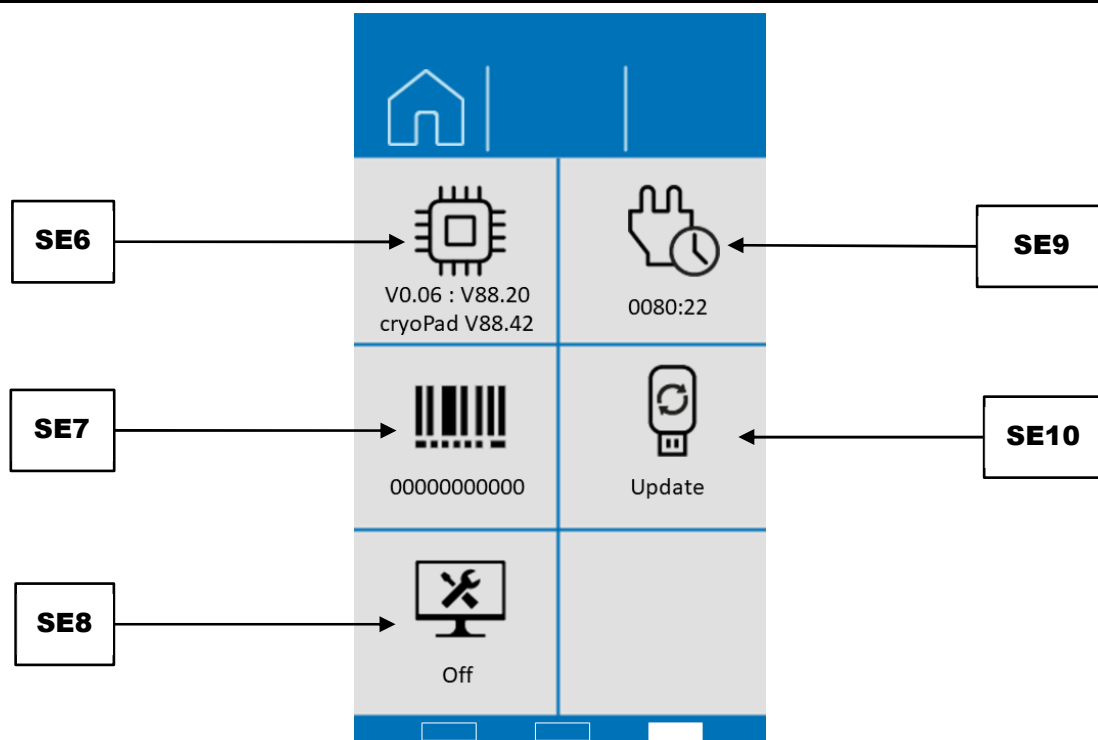 SE6
V0.06 : V88.20
cryoPad V88.42
0080:22
SE9
SE7
00000000000
Update
SE10
SE8
Off